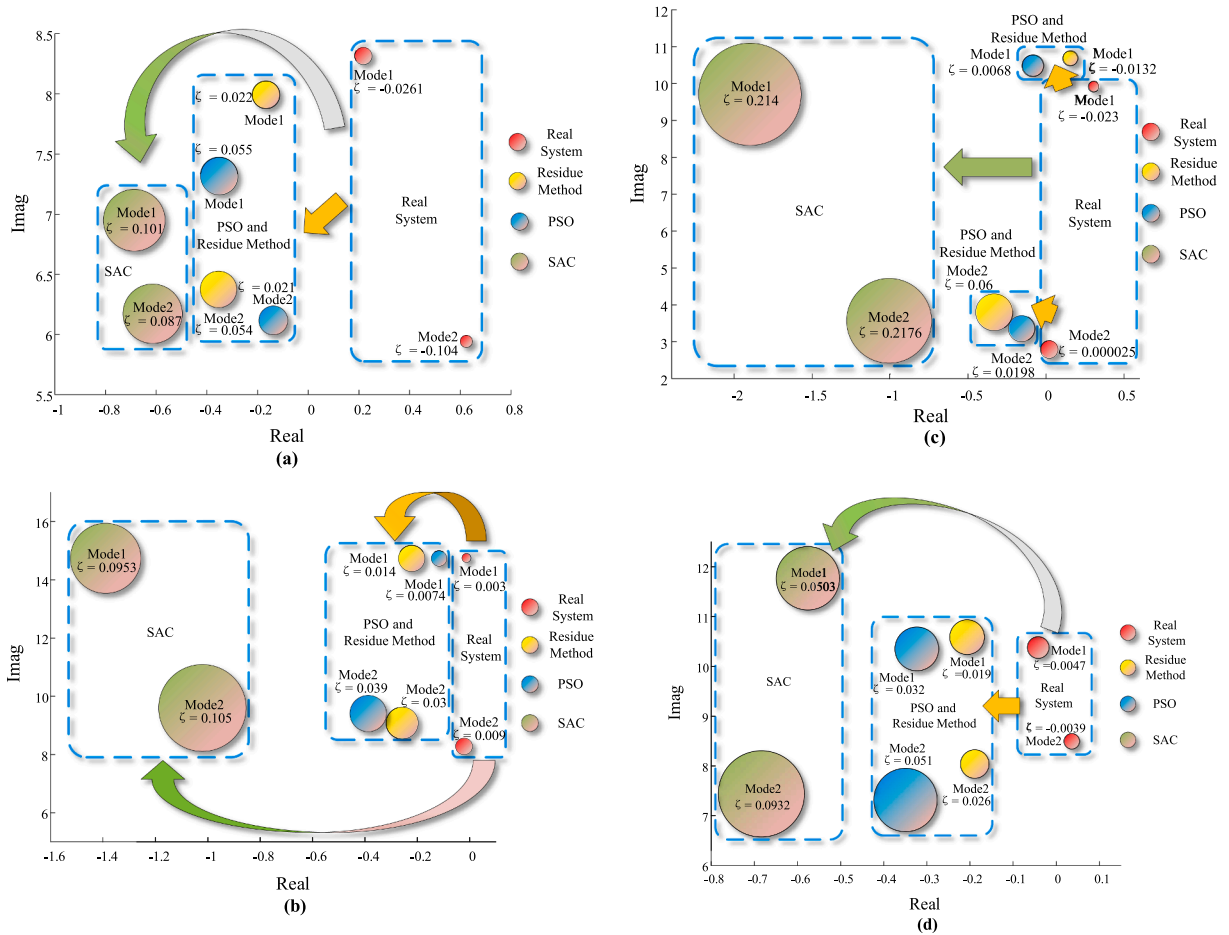 8.5
8
7.5
7
6.5
6
5.5
Imag
-1
-0.8
-0.6
-0.4
-0.2
0
0.2
0.4
0.6
0.8
Real
(a)
Mode1
ζ = -0.0261
ζ = 0.022
Mode1
ζ = 0.055
Mode1
Mode1
ζ = 0.101
SAC
Mode2
ζ = 0.087
PSO and
Residue Method
ζ = 0.021
Mode2
Mode2
ζ = 0.054
Real
System
Mode2
ζ = -0.104
Real
System
Residue
Method
PSO
SAC
12
11
10
9
8
7
6
5
4
3
2
Imag
-2
-1.5
-1
-0.5
0
0.5
Real
(c)
PSO and
Residue Method
Mode1
ζ = 0.0068
Mode1
ζ = -0.0132
Mode1
ζ = -0.023
Mode1
ζ = 0.214
SAC
Mode2
ζ = 0.2176
PSO and
Residue Method
Mode2
ζ = 0.06
Mode2
ζ = 0.0198
Mode2
ζ = 0.000025
Real
System
Real
System
Residue
Method
PSO
SAC
16
14
12
10
8
6
Imag
-1.6
-1.4
-1.2
-1
-0.8
-0.6
-0.4
-0.2
0
Real
(b)
Mode1
ζ = 0.0953
SAC
Mode2
ζ = 0.105
Mode1
ζ = 0.014
Mode1
ζ = 0.0074
Mode1
ζ = 0.003
PSO
and Residue Method
Real
System
Mode2
ζ = 0.039
Mode2
ζ = 0.03
Mode2
ζ = 0.009
Real
System
Residue
Method
PSO
SAC
12
11
10
9
8
7
6
Imag
-0.8
-0.7
-0.6
-0.5
-0.4
-0.3
-0.2
-0.1
0
0.1
Real
(d)
Mode1
ζ = 0.0503
SAC
Mode2
ζ = 0.0932
Mode1
ζ = 0.032
Mode1
ζ =0.019
PSO and
Residue Method
Mode2
ζ = 0.051
Mode2
ζ = 0.026
Mode1
ζ =0.0047
Real
System
ζ = -0.0039
Mode2
Real
System
Residue
Method
PSO
SAC